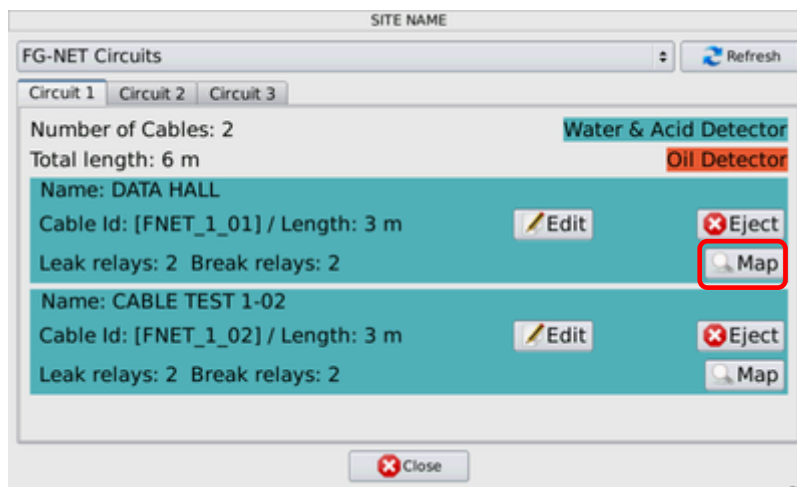 SITE NAME
FG-NET Circuits
Refresh
Circuit 1 Circuit 2 Circuit 3
Number of Cables: 2 Water & Acid Detector
Total length: 6 m Oil Detector
Name: DATA HALL
Cable Id: [FNET_1_01] / Length: 3 m Edit Eject
Leak relays: 2 Break relays: 2 Map
Name: CABLE TEST 1-02
Cable Id: [FNET_1_02] / Length: 3 m Edit Eject
Leak relays: 2 Break relays: 2 Map
Close